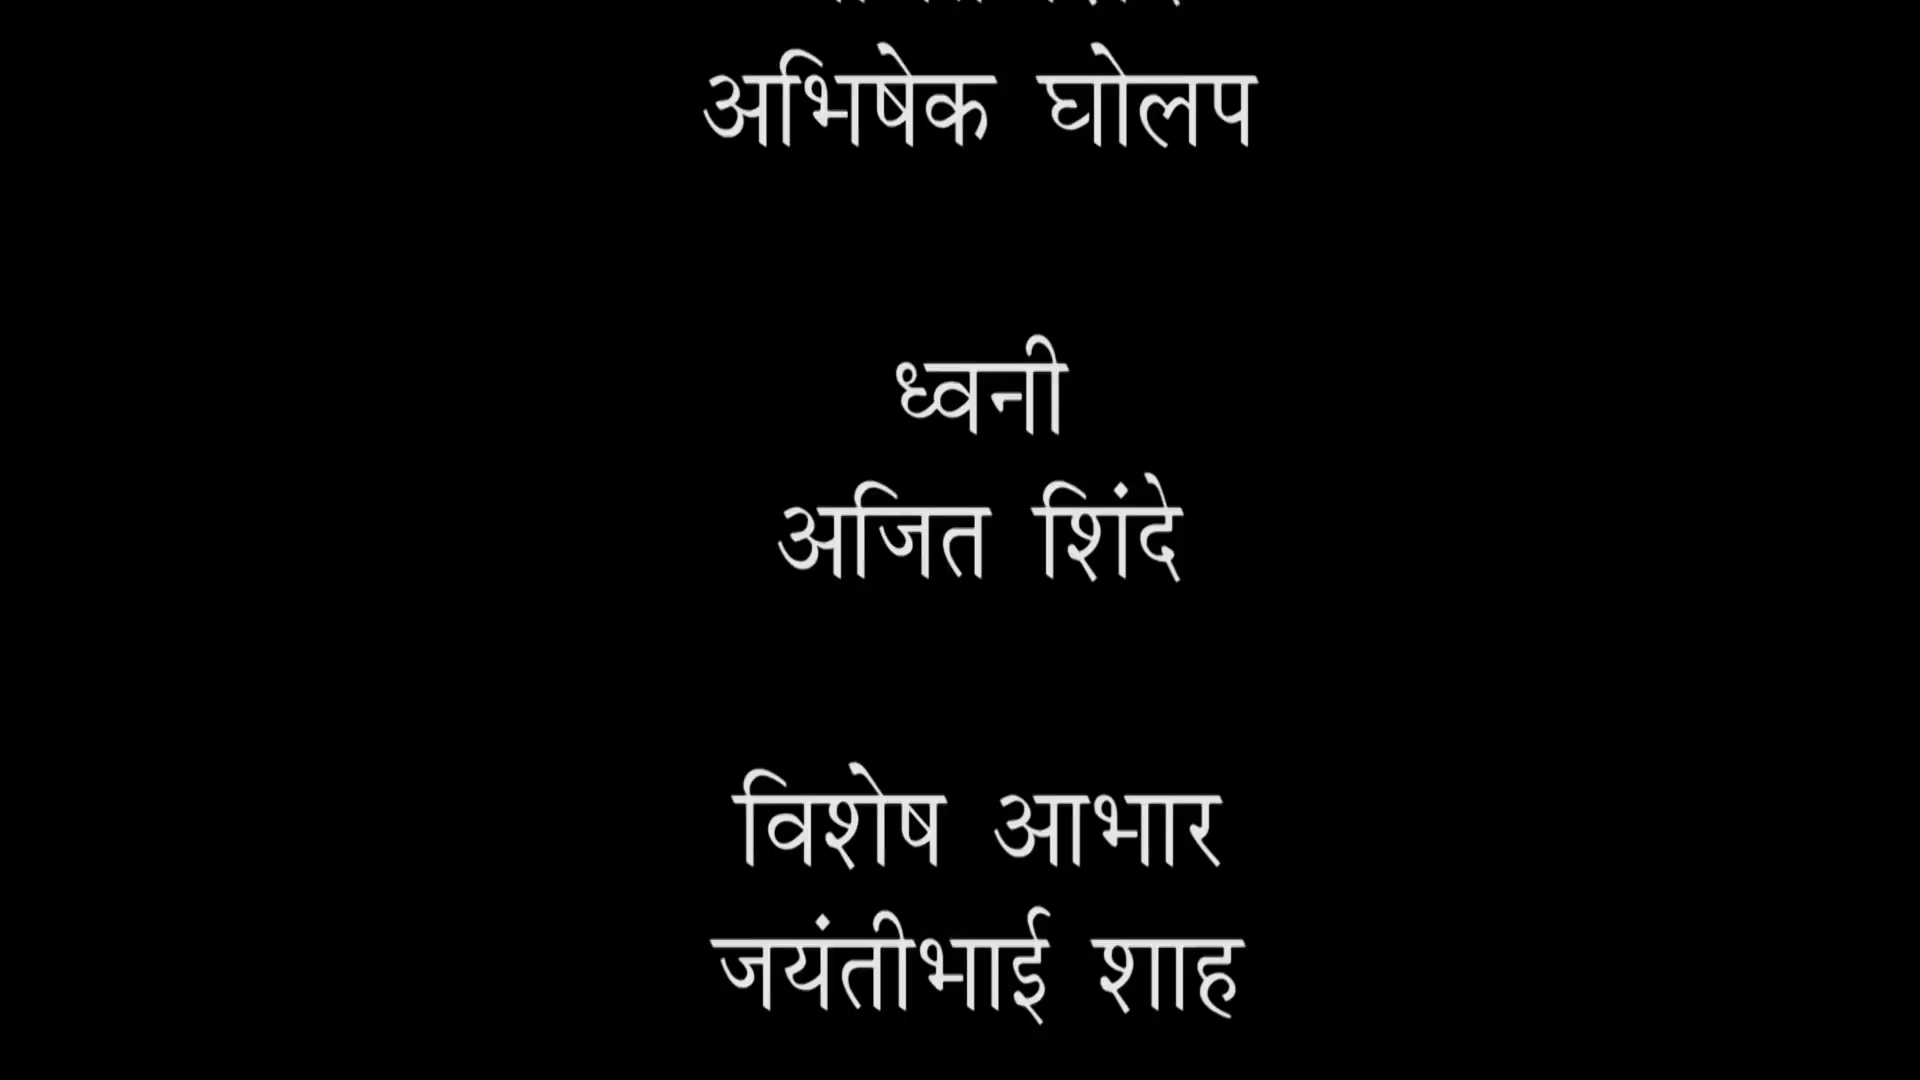 अभिषेक घोलप
ध्वनी
अजित शिंदे
विशेष आभार
जयंतीभाई शाह